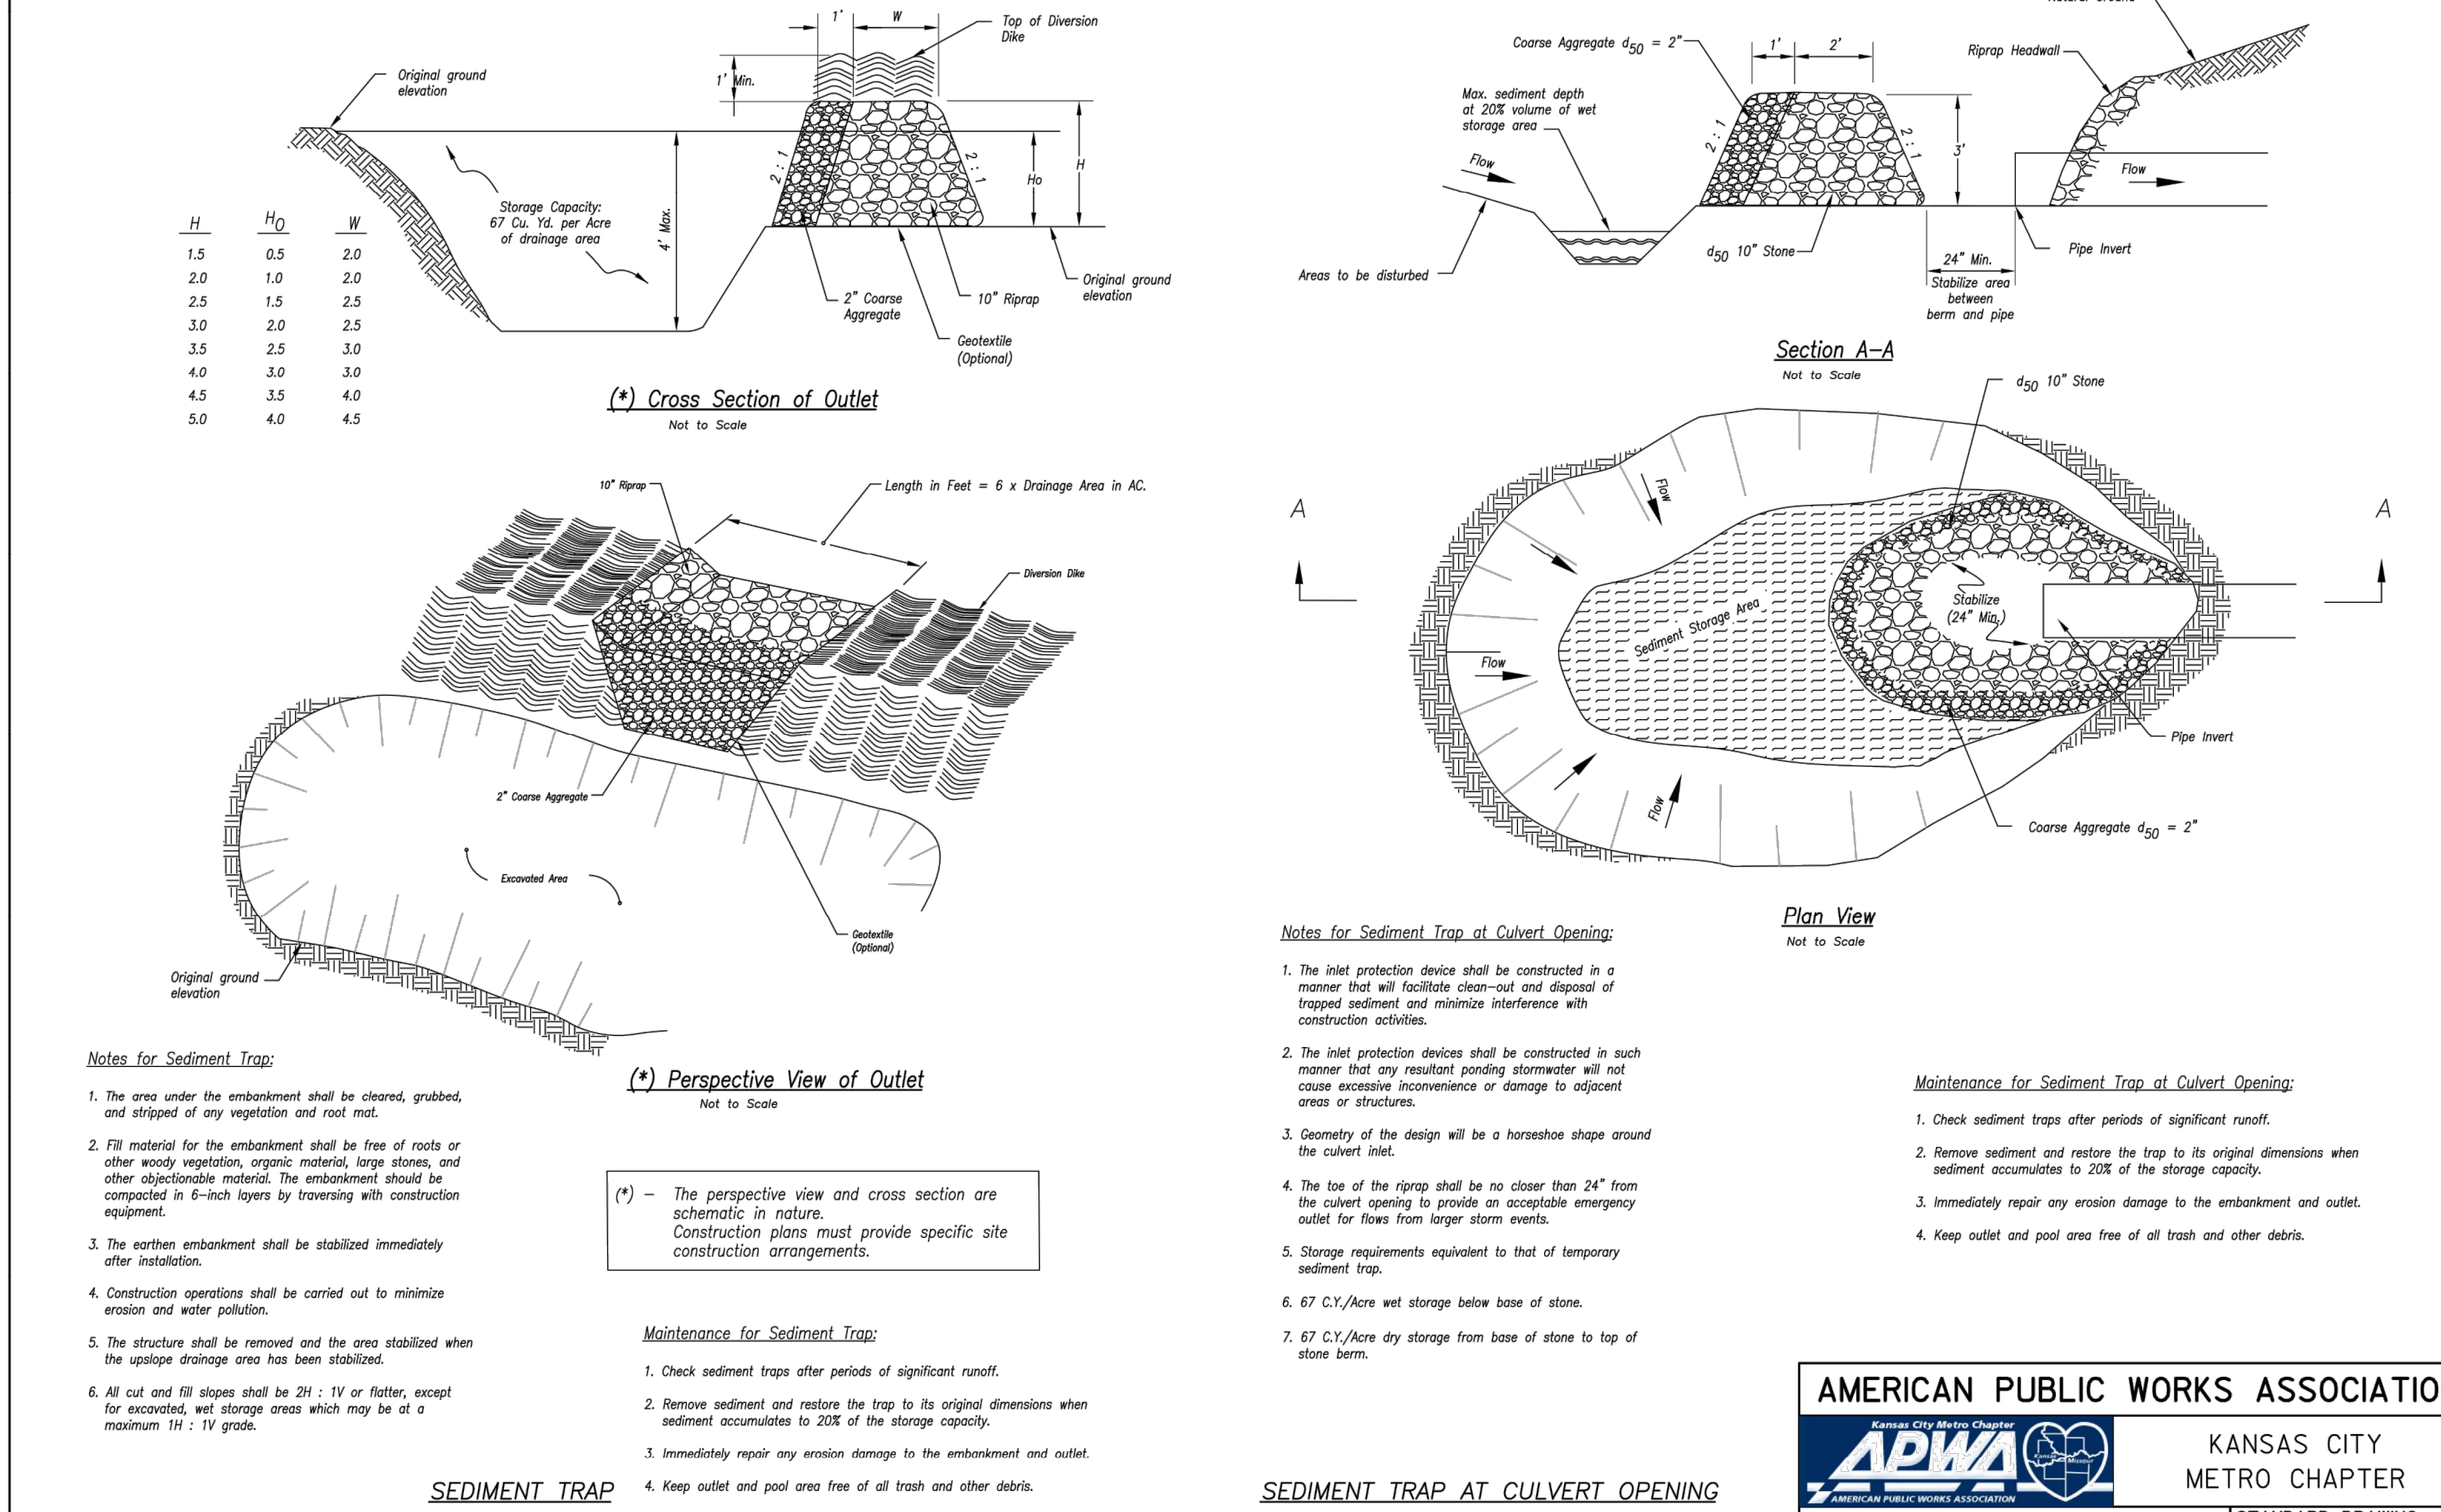 1'
W
Top of Diversion
Dike
1' Min.
Original ground
elevation
2 : 1
2 : 1
Ho
H
Storage Capacity:
67 Cu. Yd. per Acre
of drainage area
4' Max.
Original ground
elevation
2" Coarse
Aggregate
10" Riprap
Geotextile
(Optional)
H H0 W
1.5 0.5 2.0
2.0 1.0 2.0
2.5 1.5 2.5
3.0 2.0 2.5
3.5 2.5 3.0
4.0 3.0 3.0
4.5 3.5 4.0
5.0 4.0 4.5
(*) Cross Section of Outlet
Not to Scale
10" Riprap
Length in Feet = 6 x Drainage Area in AC.
Diversion Dike
2" Coarse Aggregate
Excavated Area
Geotextile
(Optional)
Original ground
elevation
(*) Perspective View of Outlet
Not to Scale
Notes for Sediment Trap:
1. The area under the embankment shall be cleared, grubbed,
and stripped of any vegetation and root mat.
2. Fill material for the embankment shall be free of roots or
other woody vegetation, organic material, large stones, and
other objectionable material. The embankment should be
compacted in 6-inch layers by traversing with construction
equipment.
3. The earthen embankment shall be stabilized immediately
after installation.
4. Construction operations shall be carried out to minimize
erosion and water pollution.
5. The structure shall be removed and the area stabilized when
the upslope drainage area has been stabilized.
6. All cut and fill slopes shall be 2H : 1V or flatter, except
for excavated, wet storage areas which may be at a
maximum 1H : 1V grade.
(*) - The perspective view and cross section are
schematic in nature.
Construction plans must provide specific site
construction arrangements.
Maintenance for Sediment Trap:
1. Check sediment traps after periods of significant runoff.
2. Remove sediment and restore the trap to its original dimensions when
sediment accumulates to 20% of the storage capacity.
3. Immediately repair any erosion damage to the embankment and outlet.
4. Keep outlet and pool area free of all trash and other debris.
SEDIMENT TRAP
Coarse Aggregate d50 = 2"
1'
2'
Riprap Headwall
Max. sediment depth
at 20% volume of wet
storage area
Flow
2 : 1
2 : 1
3'
Flow
Areas to be disturbed
d50 10" Stone
24" Min.
Stabilize area
between
berm and pipe
Pipe Invert
Section A-A
Not to Scale
d50 10" Stone
A
A
Flow
Flow
Flow
Sediment Storage Area
Stabilize
(24" Min.)
Pipe Invert
Coarse Aggregate d50 = 2"
Plan View
Not to Scale
Notes for Sediment Trap at Culvert Opening:
1. The inlet protection device shall be constructed in a
manner that will facilitate clean-out and disposal of
trapped sediment and minimize interference with
construction activities.
2. The inlet protection devices shall be constructed in such
manner that any resultant ponding stormwater will not
cause excessive inconvenience or damage to adjacent
areas or structures.
3. Geometry of the design will be a horseshoe shape around
the culvert inlet.
4. The toe of the riprap shall be no closer than 24" from
the culvert opening to provide an acceptable emergency
outlet for flows from larger storm events.
5. Storage requirements equivalent to that of temporary
sediment trap.
6. 67 C.Y./Acre wet storage below base of stone.
7. 67 C.Y./Acre dry storage from base of stone to top of
stone berm.
Maintenance for Sediment Trap at Culvert Opening:
1. Check sediment traps after periods of significant runoff.
2. Remove sediment and restore the trap to its original dimensions when
sediment accumulates to 20% of the storage capacity.
3. Immediately repair any erosion damage to the embankment and outlet.
4. Keep outlet and pool area free of all trash and other debris.
SEDIMENT TRAP AT CULVERT OPENING
AMERICAN PUBLIC WORKS ASSOCIATIO
Kansas City Metro Chapter
APWA
Kansas Missouri
AMERICAN PUBLIC WORKS ASSOCIATION
KANSAS CITY
METRO CHAPTER